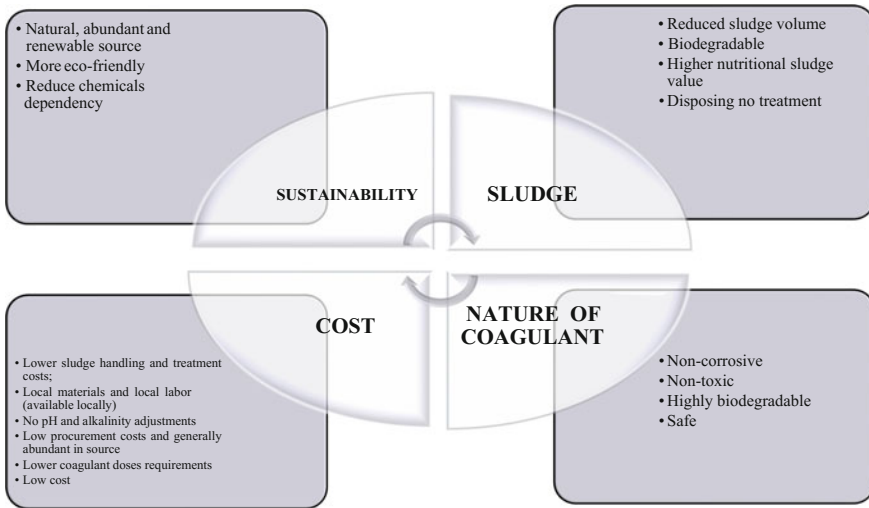 • Natural, abundant and
renewable source
• More eco-friendly
• Reduce chemicals
dependency
• Reduced sludge volume
• Biodegradable
• Higher nutritional sludge
value
• Disposing no treatment
SUSTAINABILITY
SLUDGE
COST
NATURE OF
COAGULANT
• Lower sludge handling and treatment
costs;
• Local materials and local labor
(available locally)
• No pH and alkalinity adjustments
• Low procurement costs and generally
abundant in source
• Lower coagulant doses requirements
• Low cost
• Non-corrosive
• Non-toxic
• Highly biodegradable
• Safe